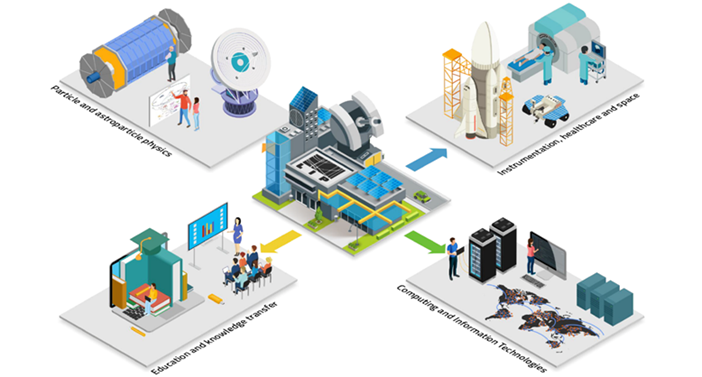 Particle and astroparticle physics
Instrumentation, healthcare and space
Education and knowledge transfer
Computing and Information Technologies